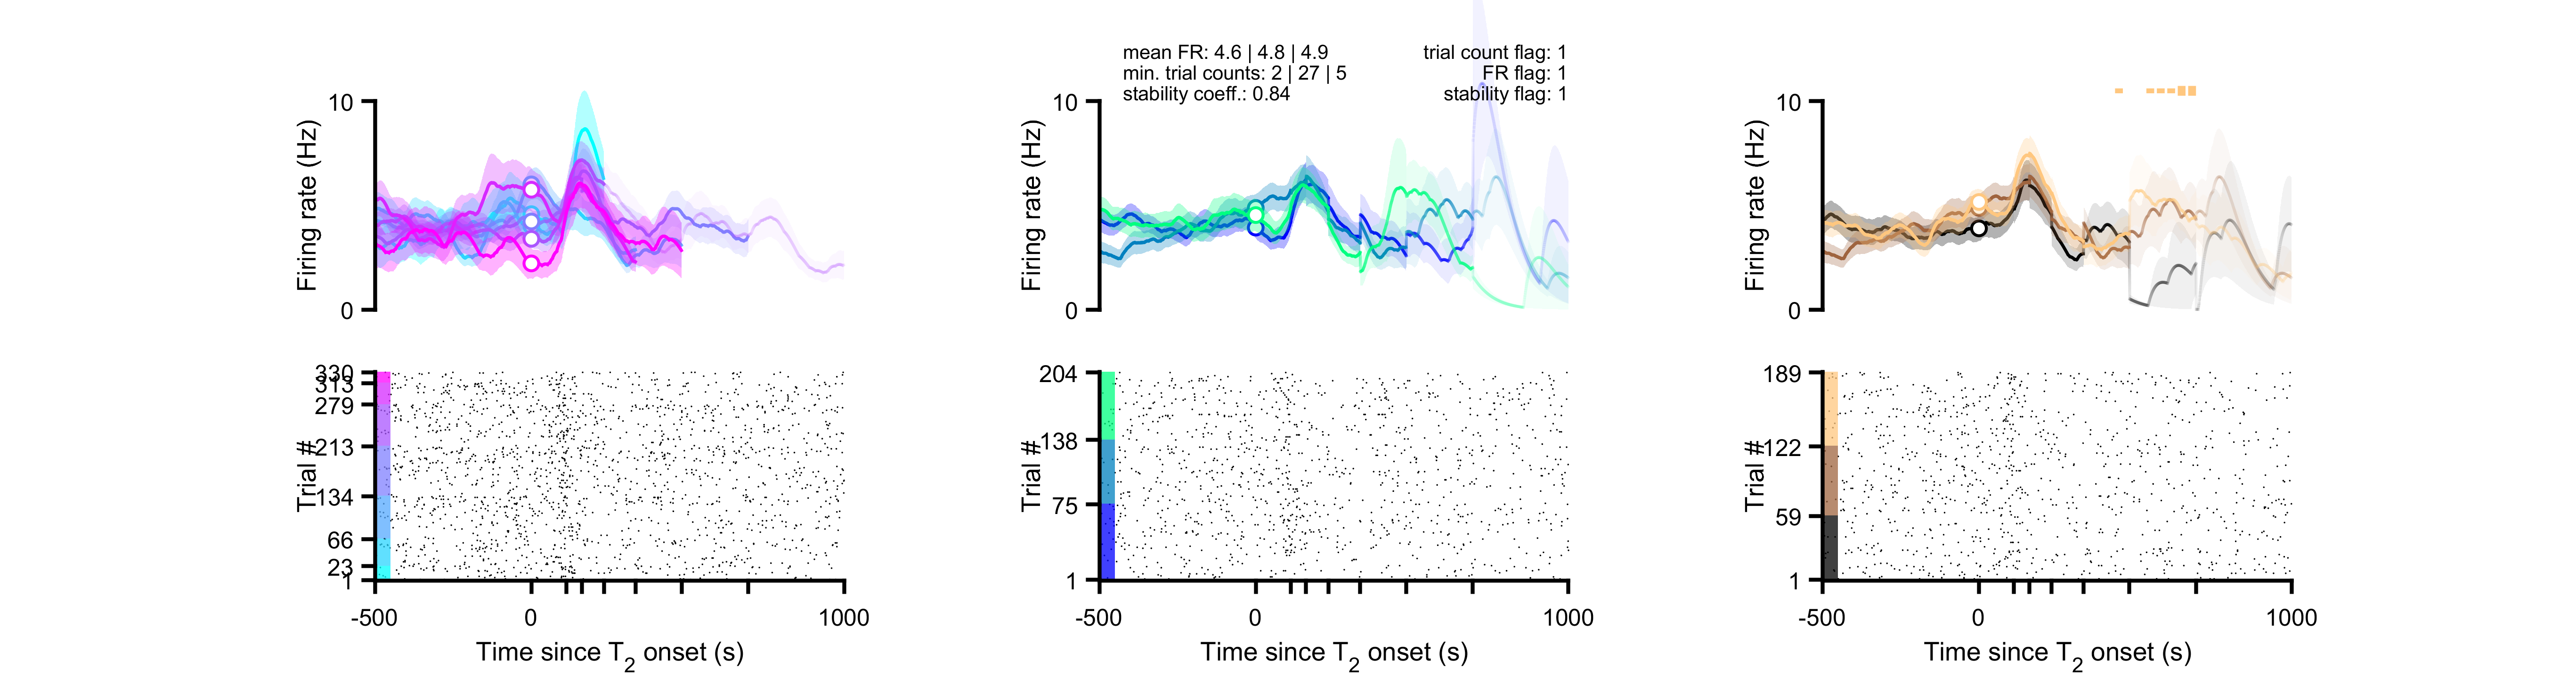 mean FR: 4.6 | 4.8 | 4.9
min. trial counts: 2 | 27 | 5
stability coeff.: 0.84
trial count flag: 1
FR flag: 1
stability flag: 1
10
Firing rate (Hz)
0
10
Firing rate (Hz)
0
10
Firing rate (Hz)
0
330
313
279
213
134
66
23
1
Trial #
-500
0
1000
Time since T2 onset (s)
204
138
75
1
Trial #
-500
0
1000
Time since T2 onset (s)
189
122
59
1
Trial #
-500
0
1000
Time since T2 onset (s)